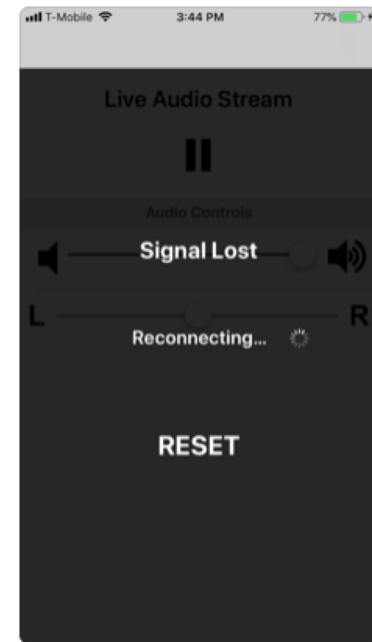 T-Mobile 3:44 PM 77%
Live Audio Stream
Audio Controls
Signal Lost
L R
Reconnecting...
RESET